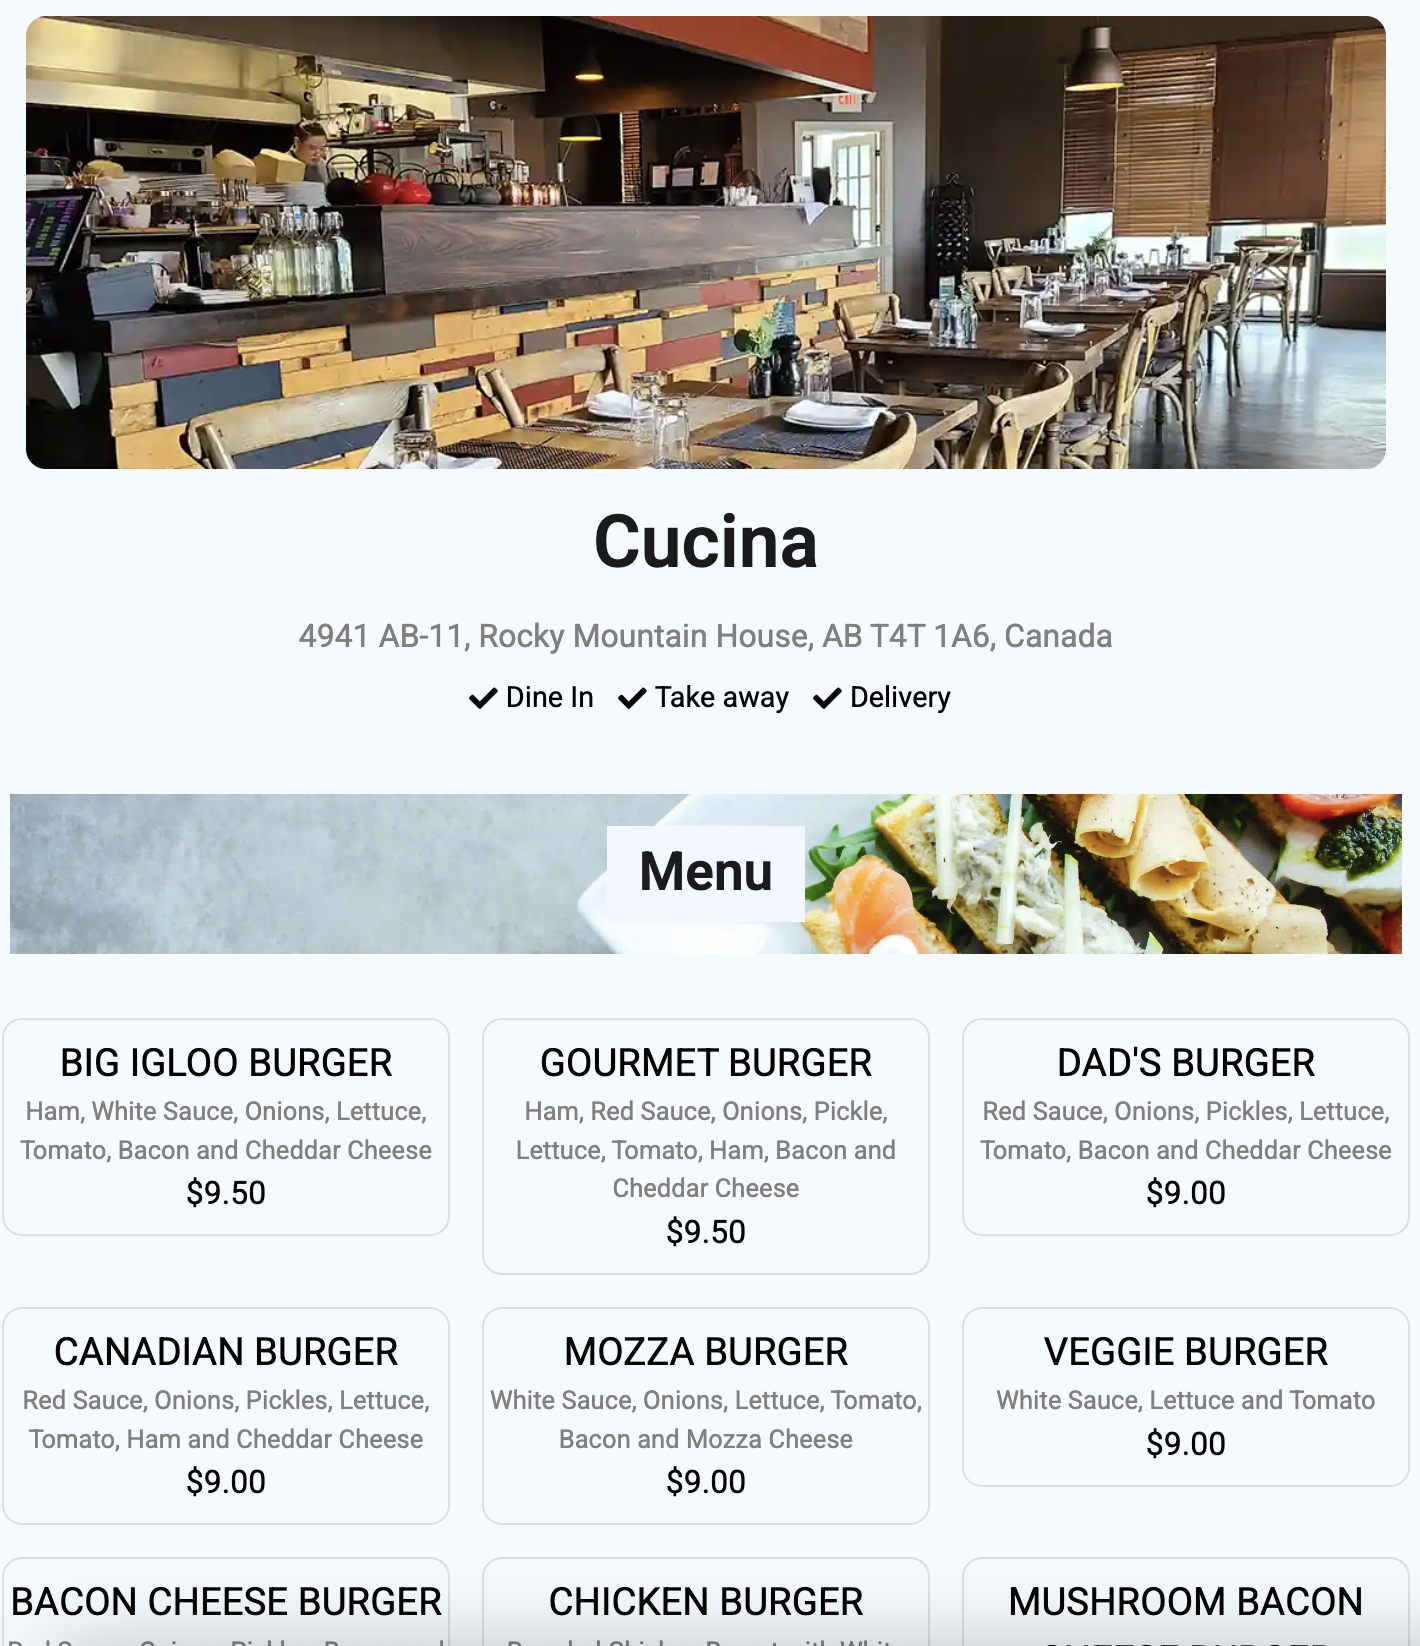 EXIT
Cucina
4941 AB-11, Rocky Mountain House, AB T4T 1A6, Canada
Dine In Take away Delivery
Menu
BIG IGLOO BURGER
Ham, White Sauce, Onions, Lettuce,
Tomato, Bacon and Cheddar Cheese
$9.50
GOURMET BURGER
Ham, Red Sauce, Onions, Pickle,
Lettuce, Tomato, Ham, Bacon and
Cheddar Cheese
$9.50
DAD'S BURGER
Red Sauce, Onions, Pickles, Lettuce,
Tomato, Bacon and Cheddar Cheese
$9.00
CANADIAN BURGER
Red Sauce, Onions, Pickles, Lettuce,
Tomato, Ham and Cheddar Cheese
$9.00
MOZZA BURGER
White Sauce, Onions, Lettuce, Tomato,
Bacon and Mozza Cheese
$9.00
VEGGIE BURGER
White Sauce, Lettuce and Tomato
$9.00
BACON CHEESE BURGER
CHICKEN BURGER
MUSHROOM BACON